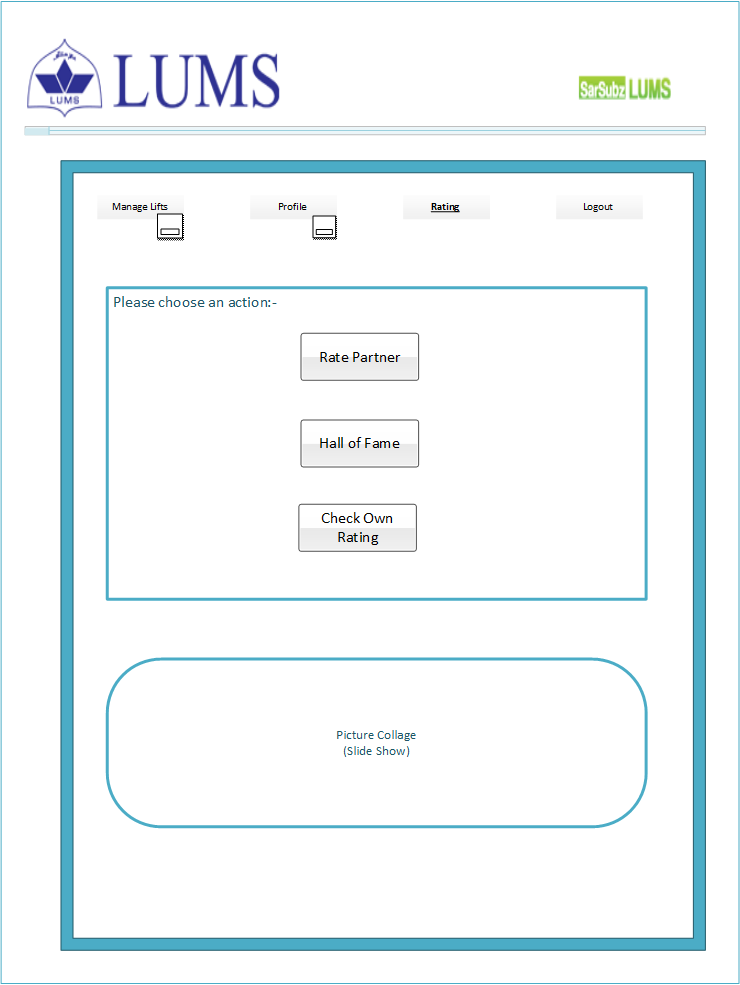 LUMS
LUMS
SarSubz LUMS
Manage Lifts
Profile
Rating
Logout
Please choose an action:-
Rate Partner
Hall of Fame
Check Own
Rating
Picture Collage
(Slide Show)